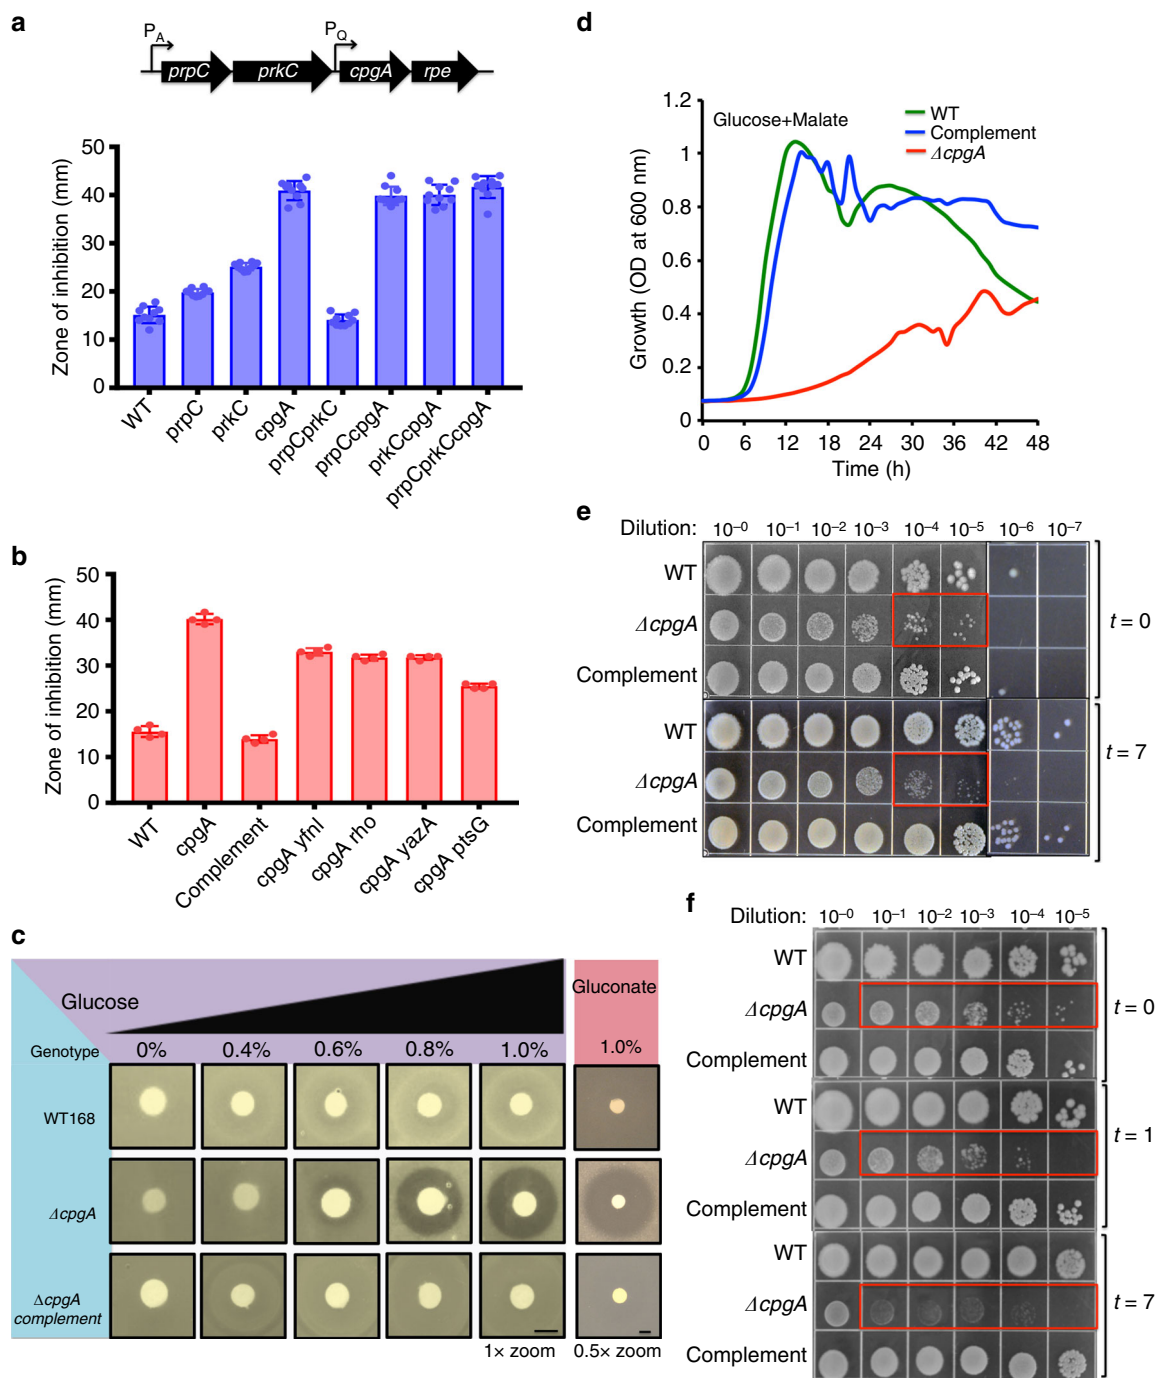 a
P_A
P_Q
prpC
prkC
cpgA
rpe
Zone of inhibition (mm)
50
40
30
20
10
0
WT
prpC
prkC
cpgA
prpCprkC
prpCcpgA
prkCcpgA
prpCprkCcpgA
b
Zone of inhibition (mm)
50
40
30
20
10
0
WT
cpgA
Complement
cpgA yfnI
cpgA rho
cpgA yazA
cpgA ptsG
c
Glucose
Gluconate
Genotype
0%
0.4%
0.6%
0.8%
1.0%
1.0%
WT168
ΔcpgA
ΔcpgA
complement
1× zoom
0.5× zoom
d
Glucose+Malate
WT
Complement
ΔcpgA
Growth (OD at 600 nm)
1.2
1
0.8
0.6
0.4
0.2
0
0 6 12 18 24 30 36 42 48
Time (h)
e
Dilution: 10⁻⁰ 10⁻¹ 10⁻² 10⁻³ 10⁻⁴ 10⁻⁵ 10⁻⁶ 10⁻⁷
WT
ΔcpgA
Complement
t = 0
WT
ΔcpgA
Complement
t = 7
f
Dilution: 10⁻⁰ 10⁻¹ 10⁻² 10⁻³ 10⁻⁴ 10⁻⁵
WT
ΔcpgA
Complement
t = 0
WT
ΔcpgA
Complement
t = 1
WT
ΔcpgA
Complement
t = 7